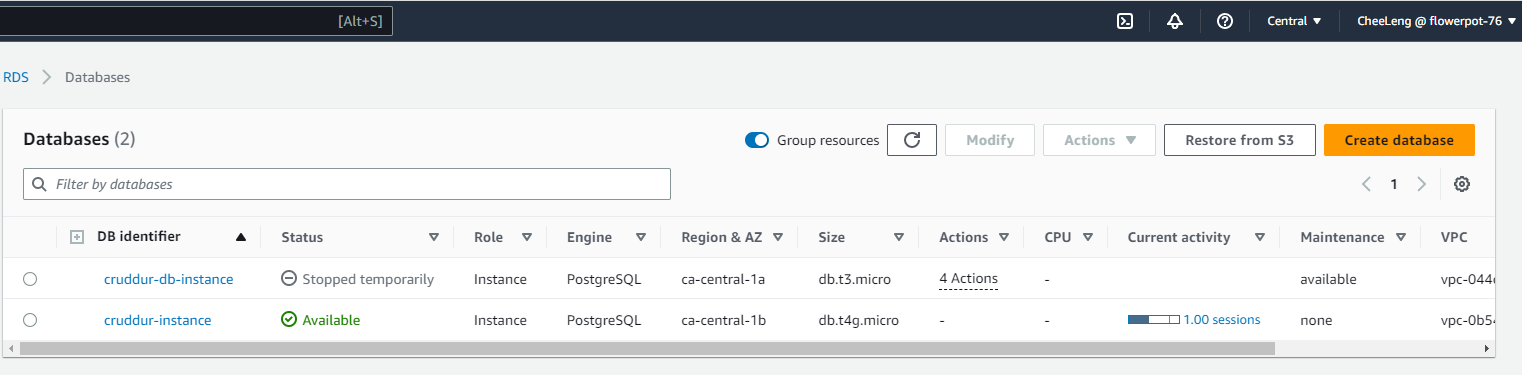 [Alt+S] Central CheeLeng @ flowerpot-76
RDS Databases
Databases (2) Group resources Modify Actions Restore from S3 Create database
Filter by databases 1
DB identifier Status Role Engine Region & AZ Size Actions CPU Current activity Maintenance VPC
cruddur-db-instance Stopped temporarily Instance PostgreSQL ca-central-1a db.t3.micro 4 Actions - available vpc-044
cruddur-instance Available Instance PostgreSQL ca-central-1b db.t4g.micro - - 1.00 sessions none vpc-0b54